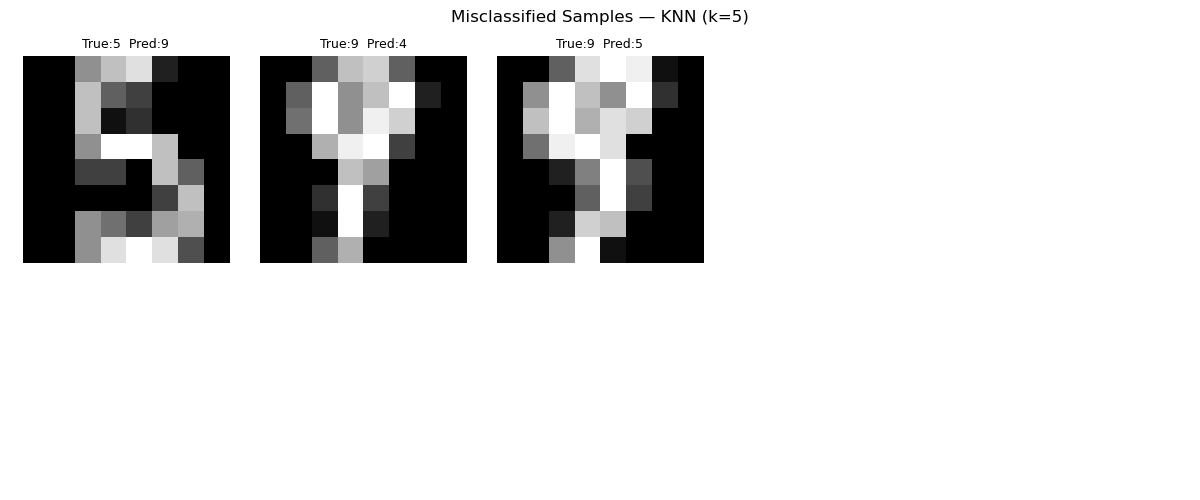 Misclassified Samples — KNN (k=5)
True:5  Pred:9
True:9  Pred:4
True:9  Pred:5